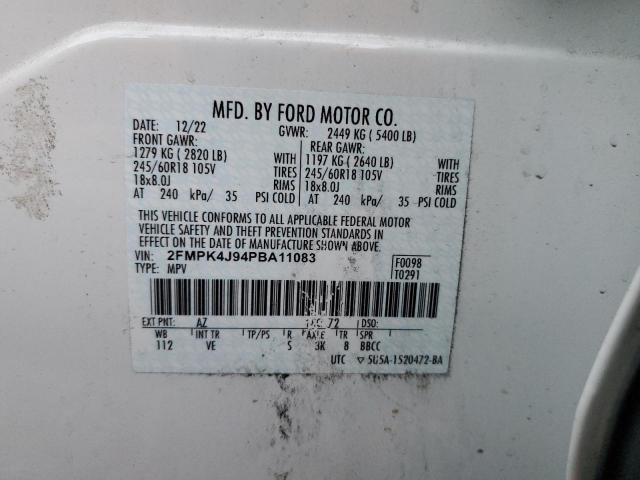 MFD. BY FORD MOTOR CO.
DATE: 12/22 GVWR: 2449 KG ( 5400 LB)
FRONT GAWR: REAR GAWR:
1279 KG ( 2820 LB) WITH 1197 KG ( 2640 LB) WITH
245/60R18 105V TIRES 245/60R18 105V TIRES
18x8.0J RIMS 18x8.0J RIMS
AT 240 kPa/ 35 PSI COLD AT 240 kPa/ 35 PSI COLD
THIS VEHICLE CONFORMS TO ALL APPLICABLE FEDERAL MOTOR
VEHICLE SAFETY AND THEFT PREVENTION STANDARDS IN
EFFECT ON THE DATE OF MANUFACTURE SHOWN ABOVE.
VIN: 2FMPK4J94PBA11083 F0098
TYPE: MPV T0291
EXT PNT: AZ 72 DSO:
WB INT TR TP/PS R AXLE TR SPR
112 VE S 3K 8 BBCC
UTC ▽ 5U5A-1520472-BA